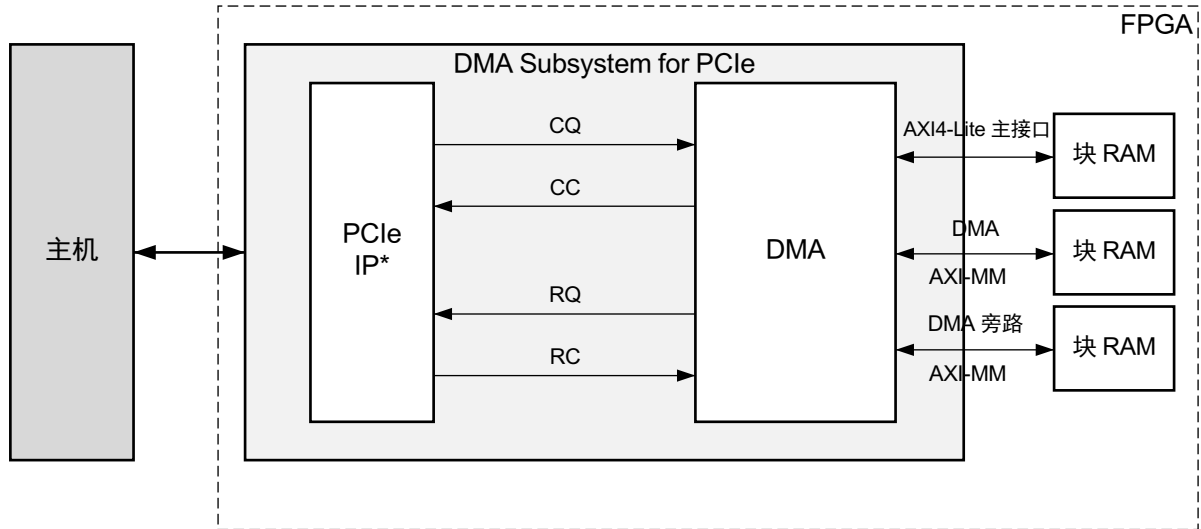 FPGA
DMA Subsystem for PCIe
主机
PCIe
IP*
CQ
CC
RQ
RC
DMA
AXI4-Lite 主接口
块 RAM
DMA
AXI-MM
块 RAM
DMA 旁路
AXI-MM
块 RAM